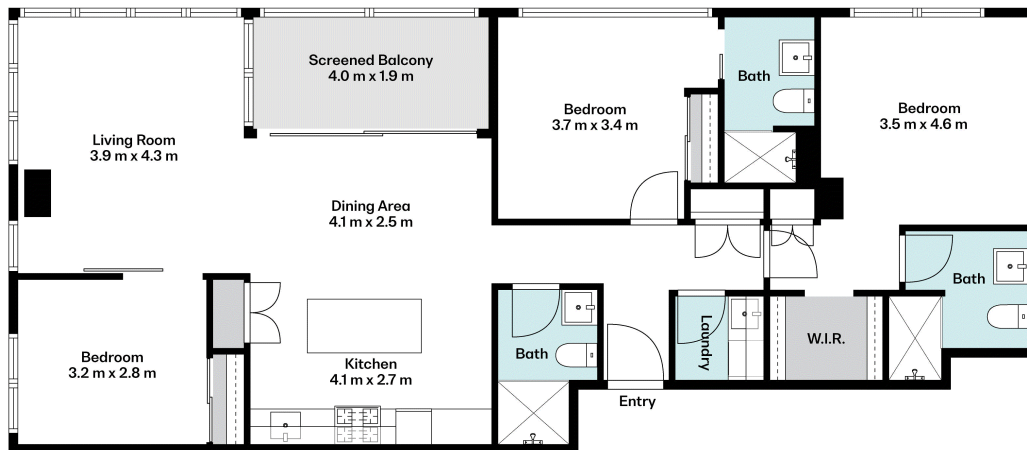 Screened Balcony
4.0 m x 1.9 m
Bath
Bedroom
3.7 m x 3.4 m
Bedroom
3.5 m x 4.6 m
Living Room
3.9 m x 4.3 m
Dining Area
4.1 m x 2.5 m
Bath
Laundry
W.I.R.
Bath
Bedroom
3.2 m x 2.8 m
Kitchen
4.1 m x 2.7 m
Entry